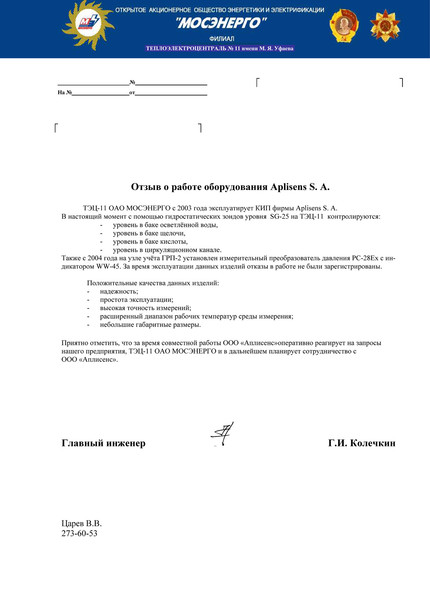 ОТКРЫТОЕ АКЦИОНЕРНОЕ ОБЩЕСТВО ЭНЕРГЕТИКИ И ЭЛЕКТРИФИКАЦИИ
"МОСЭНЕРГО"
ФИЛИАЛ
ТЕПЛОЭЛЕКТРОЦЕНТРАЛЬ № 11 имени М. Я. Уфаева
№
На № от
Отзыв о работе оборудования Aplisens S. A.
ТЭЦ-11 ОАО МОСЭНЕРГО с 2003 года эксплуатирует КИП фирмы Aplisens S. A.
В настоящий момент с помощью гидростатических зондов уровня SG-25 на ТЭЦ-11 контролируются:
- уровень в баке осветлённой воды,
- уровень в баке щелочи,
- уровень в баке кислоты,
- уровень в циркуляционном канале.
Также с 2004 года на узле учёта ГРП-2 установлен измерительный преобразователь давления PC-28Ex с ин-
дикатором WW-45. За время эксплуатации данных изделий отказы в работе не были зарегистрированы.
Положительные качества данных изделий:
- надежность;
- простота эксплуатации;
- высокая точность измерений;
- расширенный диапазон рабочих температур среды измерения;
- небольшие габаритные размеры.
Приятно отметить, что за время совместной работы ООО «Аплисенс»оперативно реагирует на запросы
нашего предприятия, ТЭЦ-11 ОАО МОСЭНЕРГО и в дальнейшем планирует сотрудничество с
ООО «Аплисенс».
Главный инженер Г.И. Колечкин
Царев В.В.
273-60-53